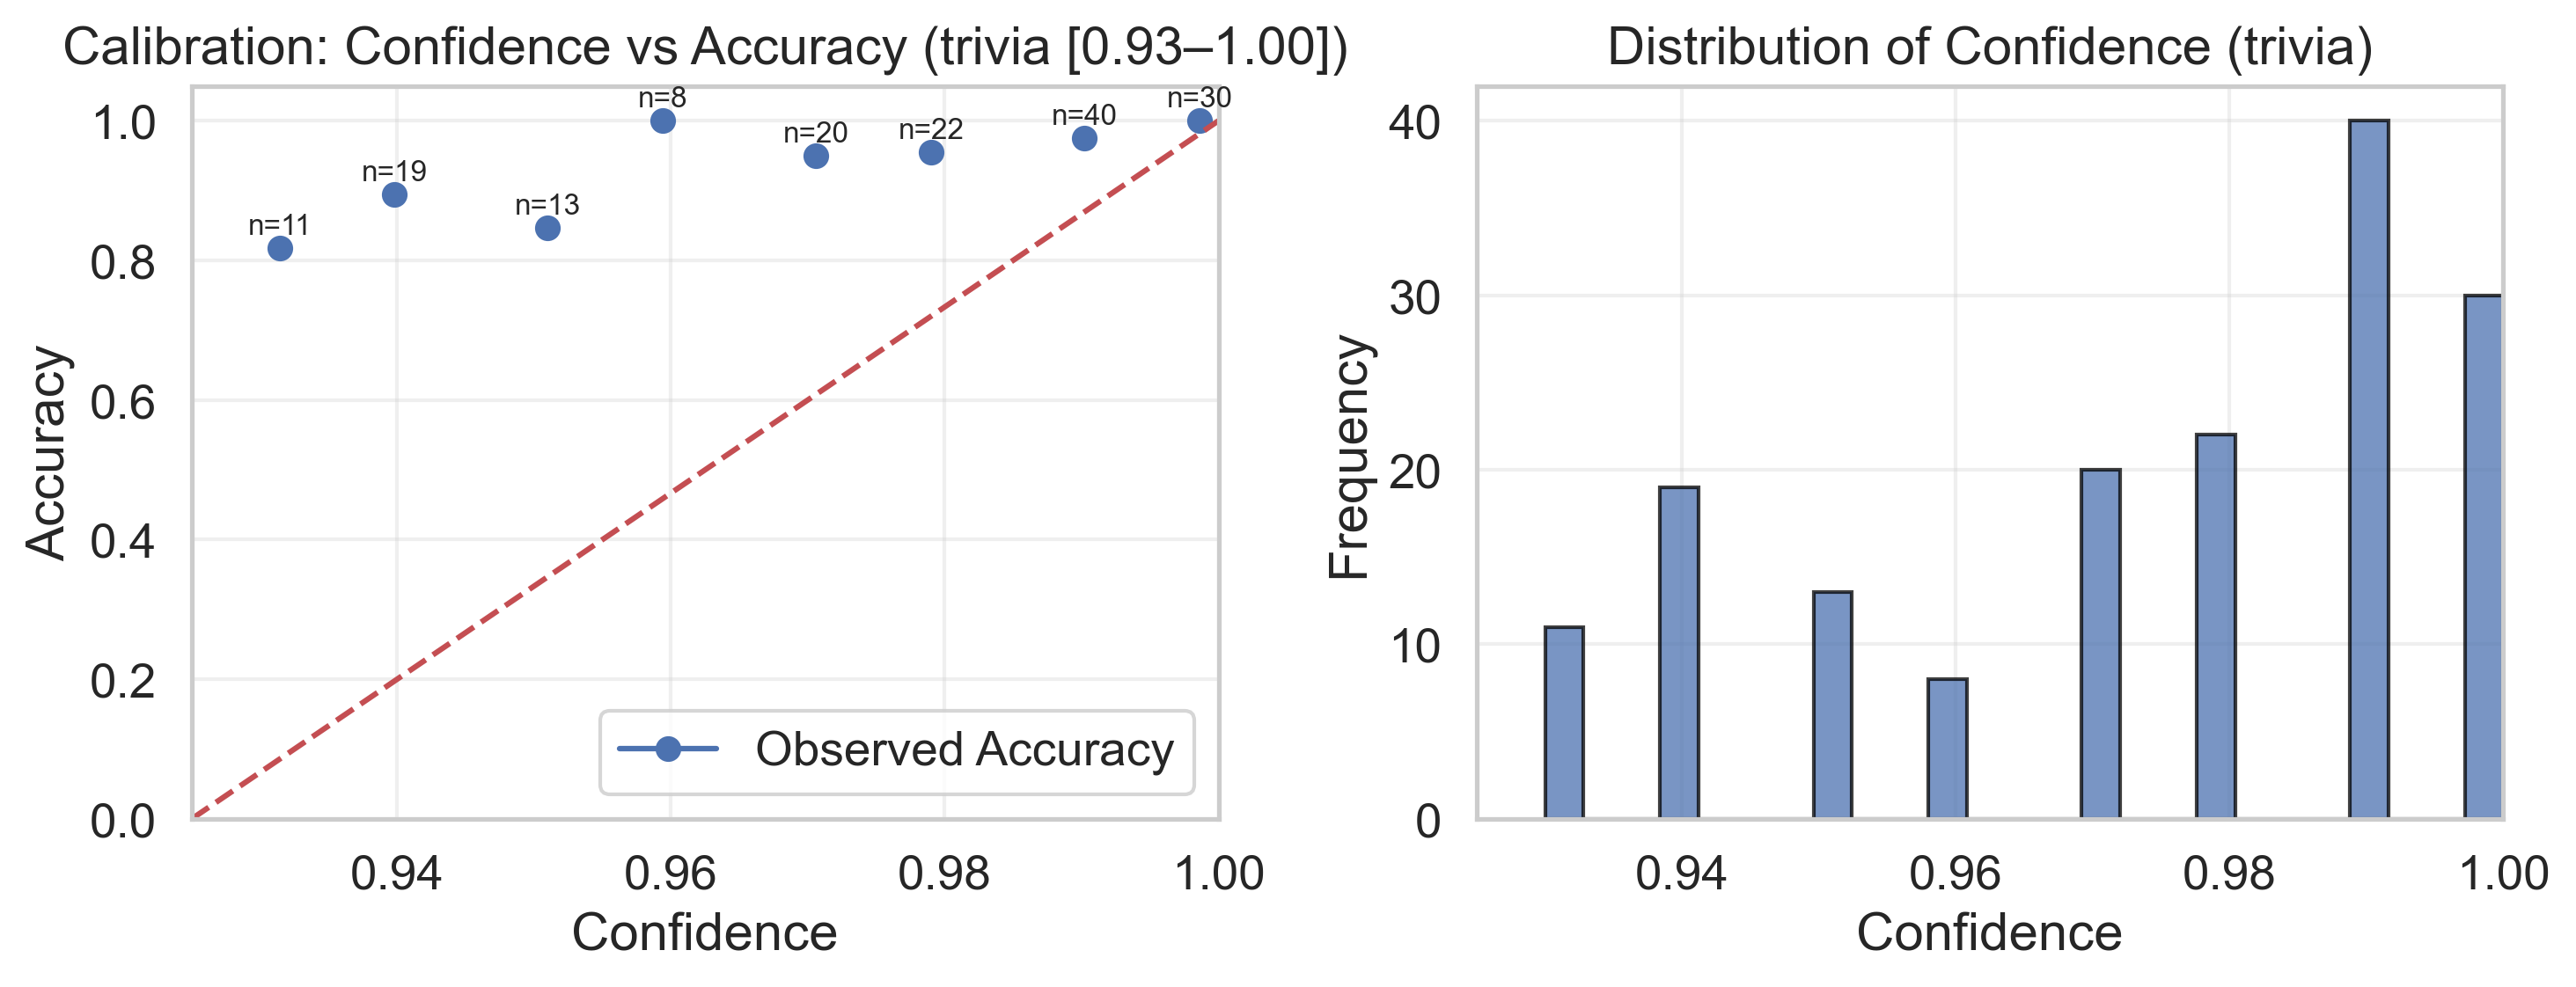 Calibration: Confidence vs Accuracy (trivia [0.93–1.00])
Accuracy
1.0
0.8
0.6
0.4
0.2
0.0
n=11
n=19
n=13
n=8
n=20
n=22
n=40
n=30
Observed Accuracy
0.94
0.96
0.98
1.00
Confidence
Distribution of Confidence (trivia)
Frequency
40
30
20
10
0
0.94
0.96
0.98
1.00
Confidence